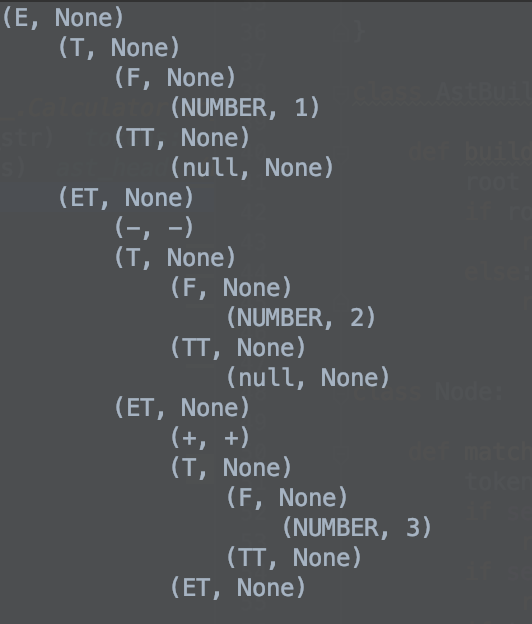 (E, None)
(T, None)
(F, None)
(NUMBER, 1)
(TT, None)
(null, None)
(ET, None)
(-, -)
(T, None)
(F, None)
(NUMBER, 2)
(TT, None)
(null, None)
(ET, None)
(+, +)
(T, None)
(F, None)
(NUMBER, 3)
(TT, None)
(ET, None)